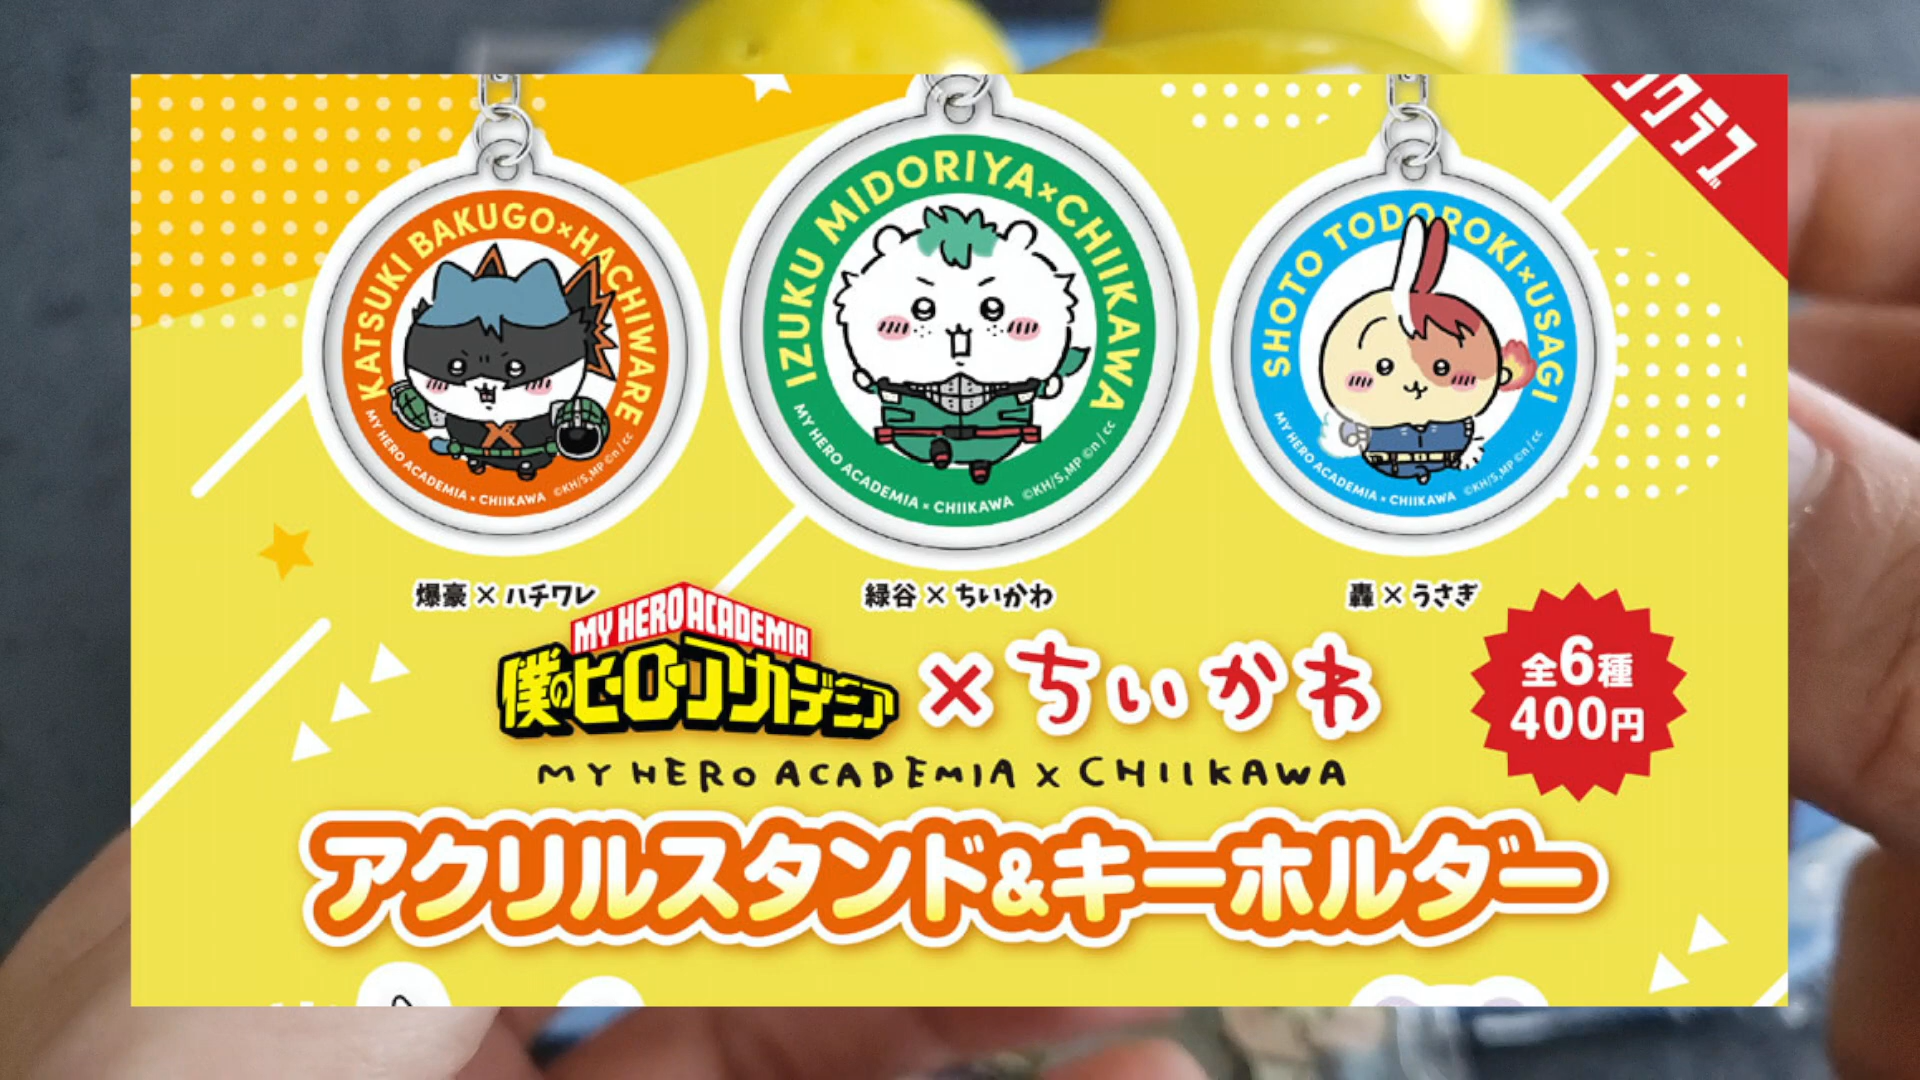 ンクラブ
KATSUKI BAKUGO×HACHIWARE
MY HERO ACADEMIA × CHIIKAWA ©KH/S,MP ©n / cc
IZUKU MIDORIYA×CHIIKAWA
MY HERO ACADEMIA × CHIIKAWA ©KH/S,MP ©n / cc
SHOTO TODOROKI×USAGI
MY HERO ACADEMIA × CHIIKAWA ©KH/S,MP ©n / cc
爆豪×ハチワレ
緑谷×ちいかわ
轟×うさぎ
MY HERO ACADEMIA
僕のヒーローアカデミア×ちいかわ
MY HERO ACADEMIA X CHIIKAWA
全6種
400円
アクリルスタンド&キーホルダー